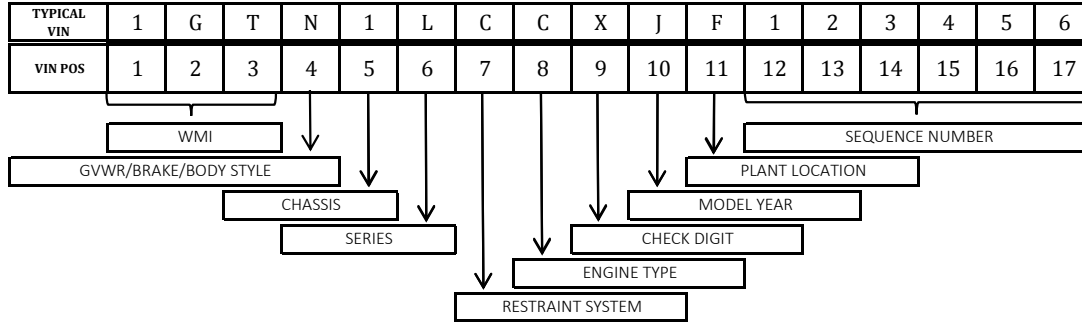 TYPICAL VIN 1 G T N 1 L C C X J F 1 2 3 4 5 6
VIN POS 1 2 3 4 5 6 7 8 9 10 11 12 13 14 15 16 17
WMI SEQUENCE NUMBER
GVWR/BRAKE/BODY STYLE PLANT LOCATION
CHASSIS MODEL YEAR
SERIES CHECK DIGIT
ENGINE TYPE
RESTRAINT SYSTEM